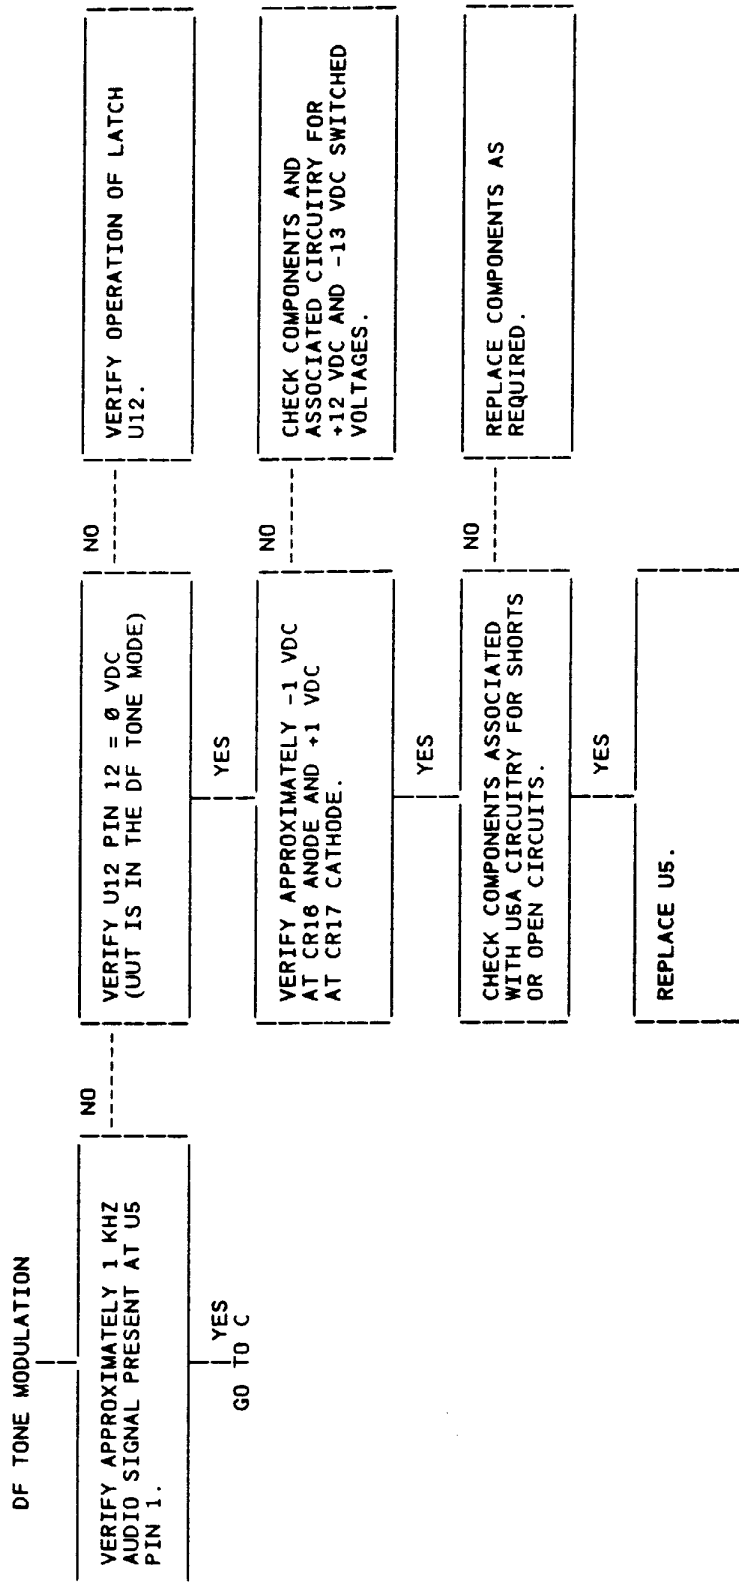 DF TONE MODULATION
VERIFY APPROXIMATELY 1 KHZ
AUDIO SIGNAL PRESENT AT U5
PIN 1.
YES
GO TO C
NO
VERIFY U12 PIN 12 = Ø VDC
(UUT IS IN THE DF TONE MODE)
NO
VERIFY OPERATION OF LATCH
U12.
YES
VERIFY APPROXIMATELY -1 VDC
AT CR16 ANODE AND +1 VDC
AT CR17 CATHODE.
NO
CHECK COMPONENTS AND
ASSOCIATED CIRCUITRY FOR
+12 VDC AND -13 VDC SWITCHED
VOLTAGES.
YES
CHECK COMPONENTS ASSOCIATED
WITH U5A CIRCUITRY FOR SHORTS
OR OPEN CIRCUITS.
NO
REPLACE COMPONENTS AS
REQUIRED.
YES
REPLACE U5.